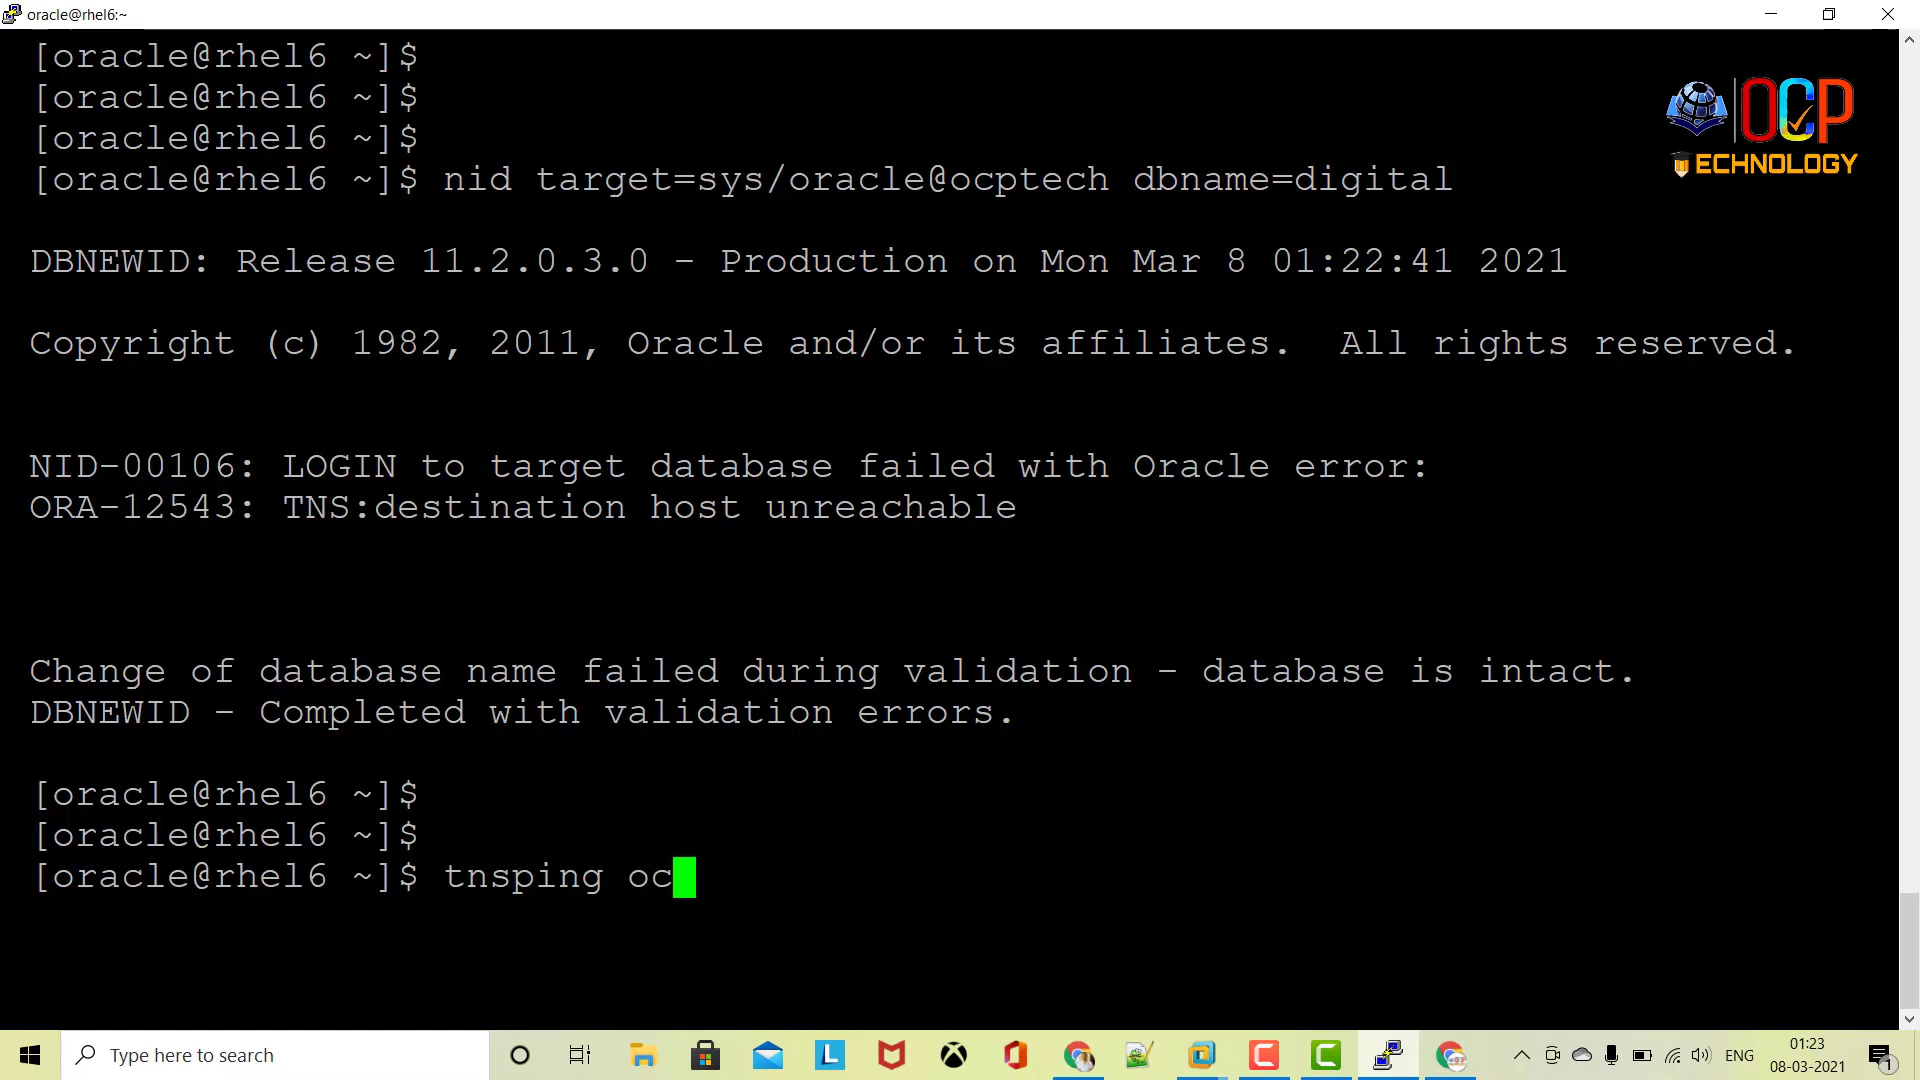 oracle@rhel6:~
[oracle@rhel6 ~]$
[oracle@rhel6 ~]$
[oracle@rhel6 ~]$
[oracle@rhel6 ~]$ nid target=sys/oracle@ocptech dbname=digital
OCP
ECHNOLOGY
DBNEWID: Release 11.2.0.3.0 - Production on Mon Mar 8 01:22:41 2021
Copyright (c) 1982, 2011, Oracle and/or its affiliates.  All rights reserved.
NID-00106: LOGIN to target database failed with Oracle error:
ORA-12543: TNS:destination host unreachable
Change of database name failed during validation - database is intact.
DBNEWID - Completed with validation errors.
[oracle@rhel6 ~]$
[oracle@rhel6 ~]$
[oracle@rhel6 ~]$ tnsping oc
Type here to search
L
ENG
01:23
08-03-2021
1